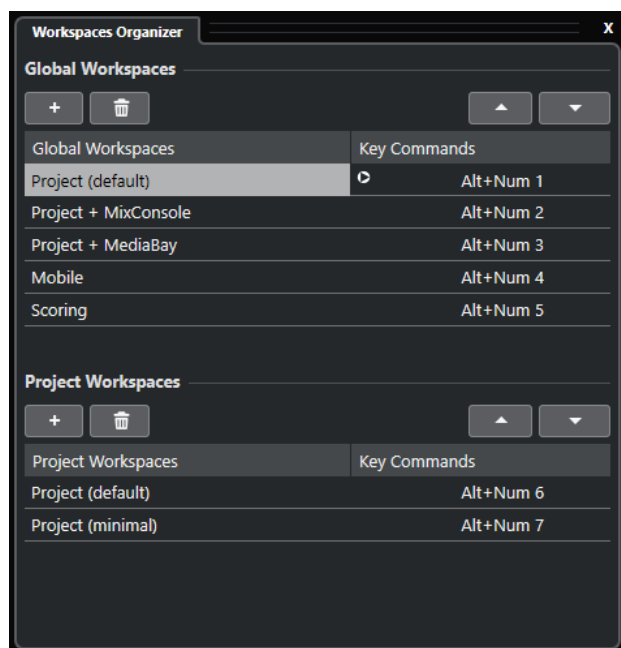 Workspaces Organizer x
Global Workspaces
+
Global Workspaces Key Commands
Project (default) Alt+Num 1
Project + MixConsole Alt+Num 2
Project + MediaBay Alt+Num 3
Mobile Alt+Num 4
Scoring Alt+Num 5
Project Workspaces
+
Project Workspaces Key Commands
Project (default) Alt+Num 6
Project (minimal) Alt+Num 7